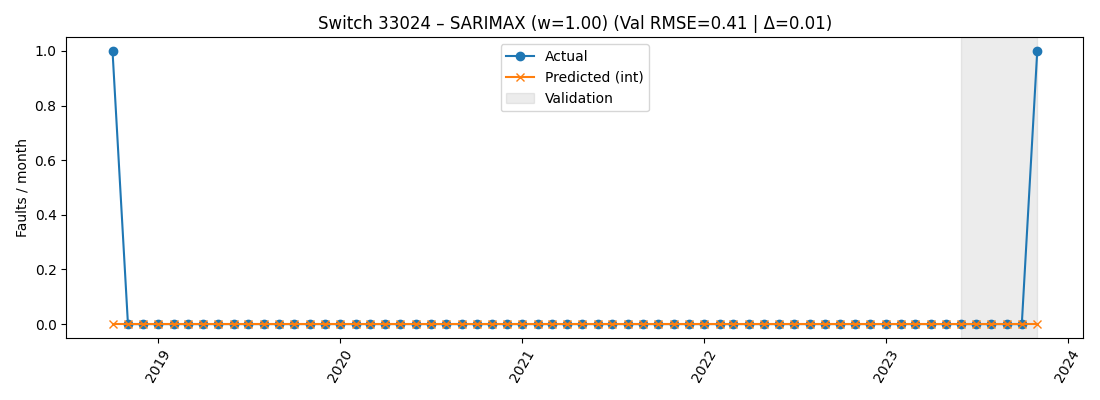 Switch 33024 – SARIMAX (w=1.00) (Val RMSE=0.41 | Δ=0.01)
Faults / month
1.0
0.8
0.6
0.4
0.2
0.0
Actual
Predicted (int)
Validation
2019
2020
2021
2022
2023
2024